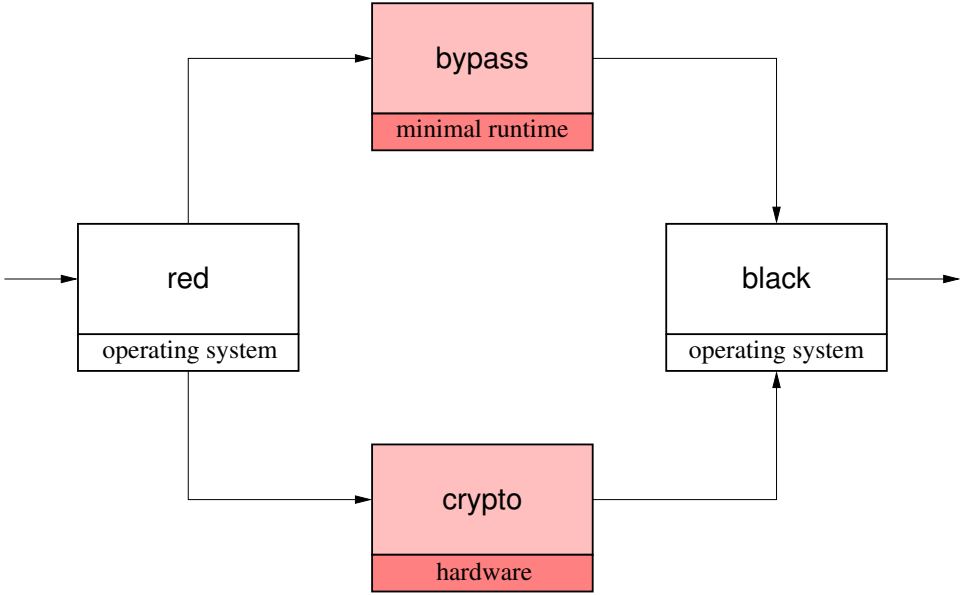 bypass
minimal runtime
red
operating system
black
operating system
crypto
hardware